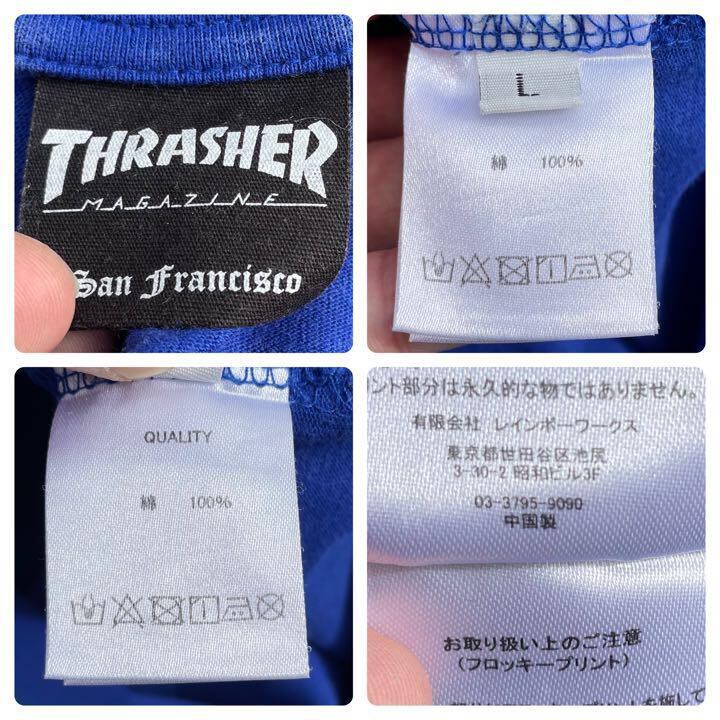 THRASHER
MAGAZINE
San Francisco
L
綿 100%
QUALITY
綿 100%
ント部分は永久的な物ではありません。
有限会社 レインボーワークス
東京都世田谷区池尻
3-30-2 昭和ビル3F
03-3795-9090
中国製
お取り扱い上のご注意
(フロッキープリント)